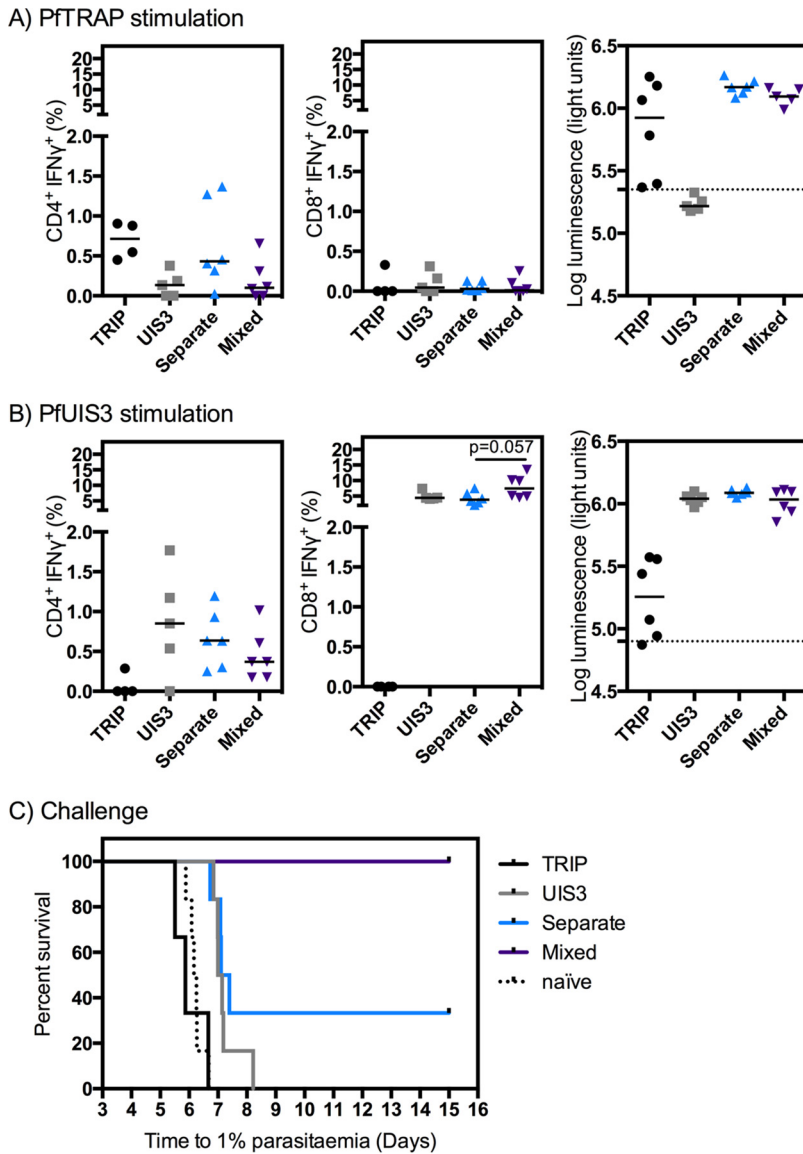 A) PfTRAP stimulation
CD4+ IFNγ+ (%)
20
15
10
5
2.0
1.5
1.0
0.5
0.0
TRIP
UIS3
Separate
Mixed
CD8+ IFNγ+ (%)
20
15
10
5
2.0
1.5
1.0
0.5
0.0
TRIP
UIS3
Separate
Mixed
Log luminescence (light units)
6.5
6.0
5.5
5.0
4.5
TRIP
UIS3
Separate
Mixed
B) PfUIS3 stimulation
CD4+ IFNγ+ (%)
20
15
10
5
2.0
1.5
1.0
0.5
0.0
TRIP
UIS3
Separate
Mixed
CD8+ IFNγ+ (%)
20
15
10
5
2.0
1.5
1.0
0.5
0.0
p=0.057
TRIP
UIS3
Separate
Mixed
Log luminescence (light units)
6.5
6.0
5.5
5.0
4.5
TRIP
UIS3
Separate
Mixed
C) Challenge
Percent survival
100
80
60
40
20
0
3 4 5 6 7 8 9 10 11 12 13 14 15 16
Time to 1% parasitaemia (Days)
TRIP
UIS3
Separate
Mixed
naïve